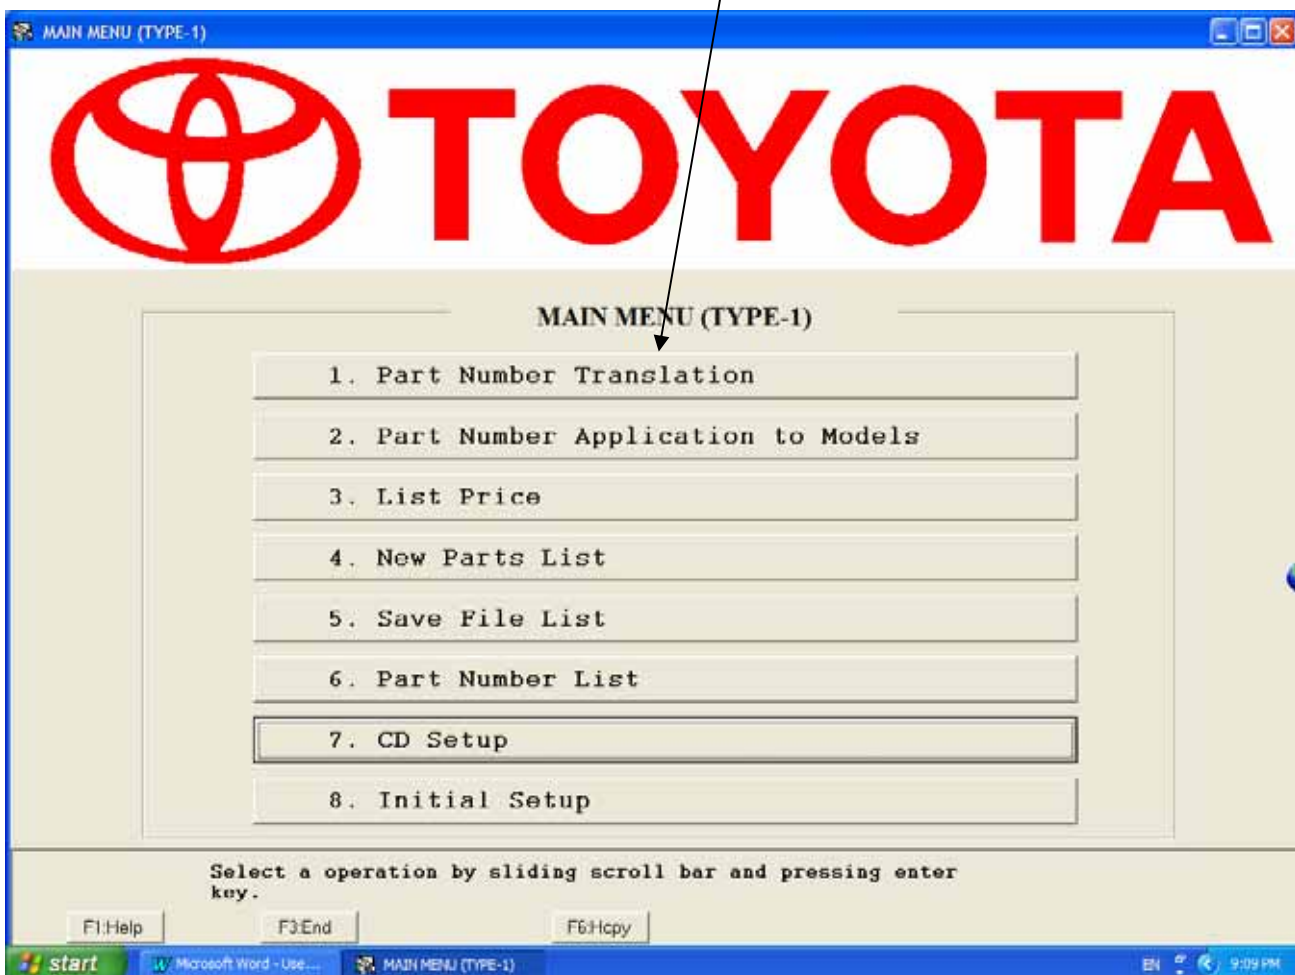 MAIN MENU (TYPE-1)
TOYOTA
MAIN MENU (TYPE-1)
1. Part Number Translation
2. Part Number Application to Models
3. List Price
4. New Parts List
5. Save File List
6. Part Number List
7. CD Setup
8. Initial Setup
Select a operation by sliding scroll bar and pressing enter
key.
F1:Help F3:End F6:Hcpy
start Microsoft Word - Use... MAIN MENU (TYPE-1) EN 9:09 PM